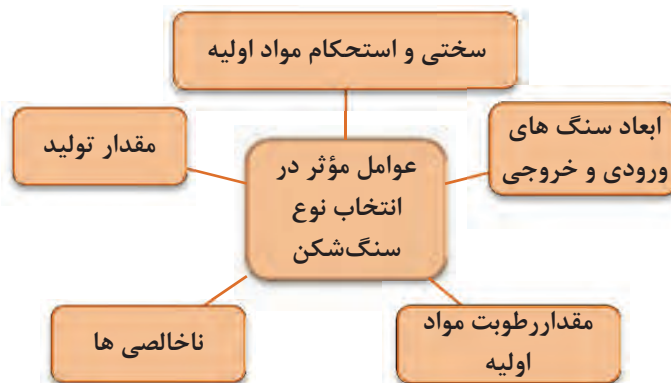 سختی و استحکام مواد اولیه
ابعاد سنگ های
ورودی و خروجی
مقدار تولید
عوامل مؤثر در
انتخاب نوع
سنگ‌شکن
مقداررطوبت مواد
اولیه
ناخالصی ها